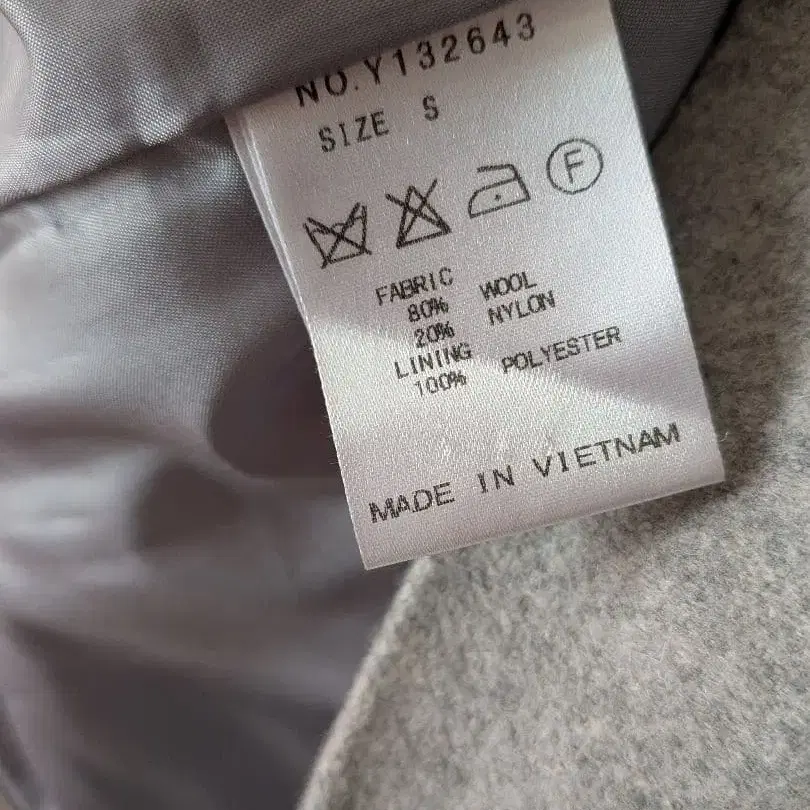 NO.Y132643
SIZE S
F
FABRIC
80% WOOL
20% NYLON
LINING
100% POLYESTER
MADE IN VIETNAM